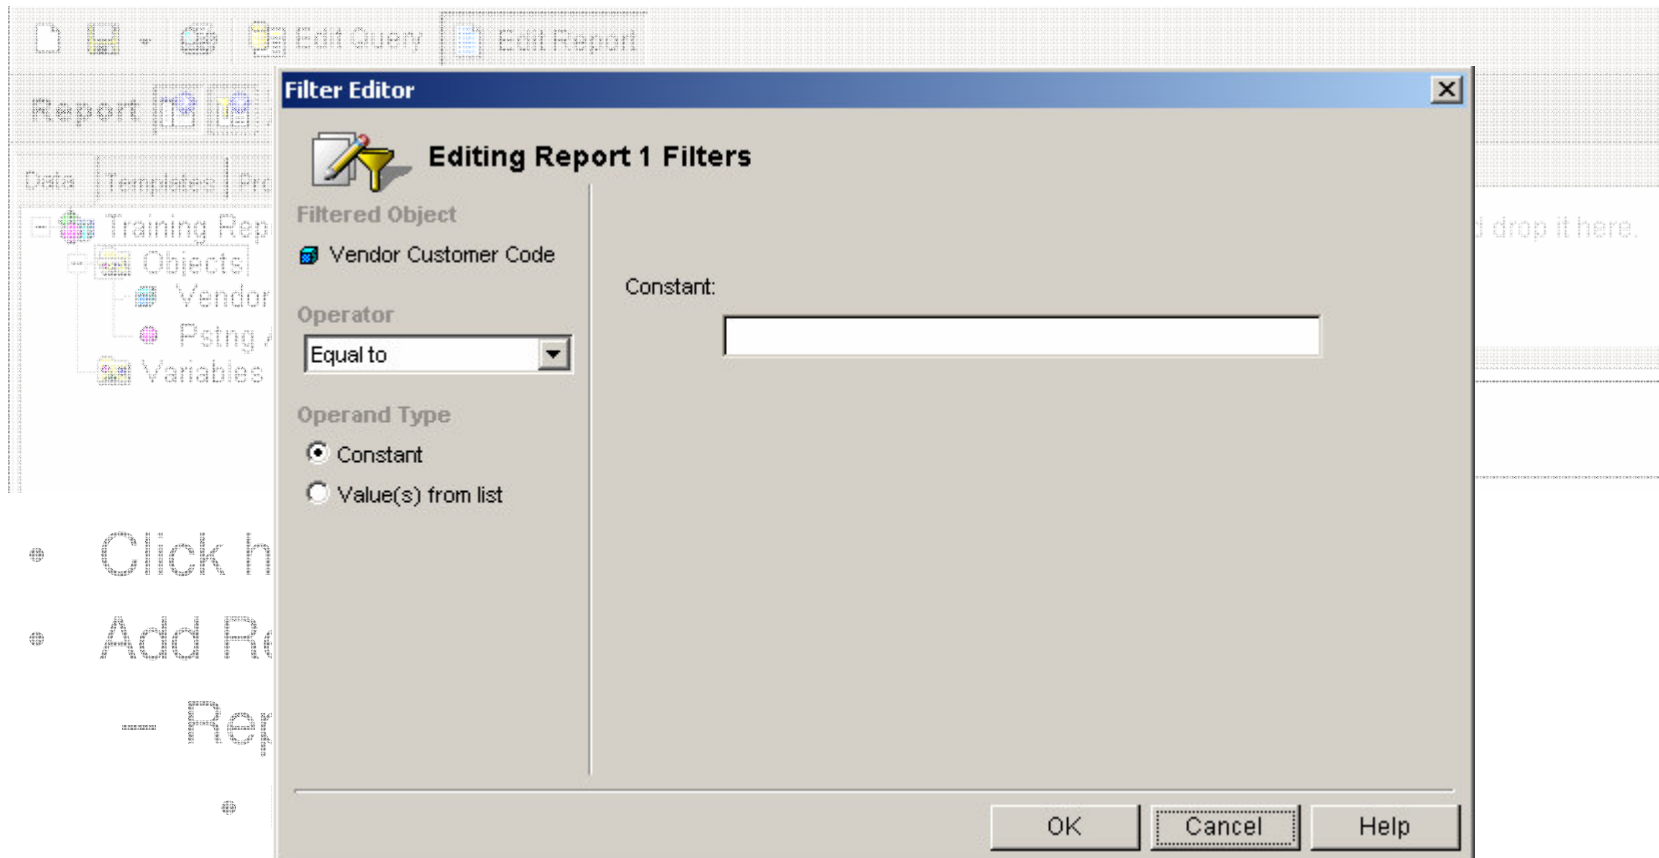 Edit Query Edit Report
Report
Data Templates Pro
Training Rep
Objects
Vendor
Pstng
Variables
Filter Editor
Editing Report 1 Filters
Filtered Object
Vendor Customer Code
Operator
Equal to
Operand Type
Constant
Value(s) from list
Constant:
d drop it here.
• Click h
• Add Re
— Rep
•
OK Cancel Help